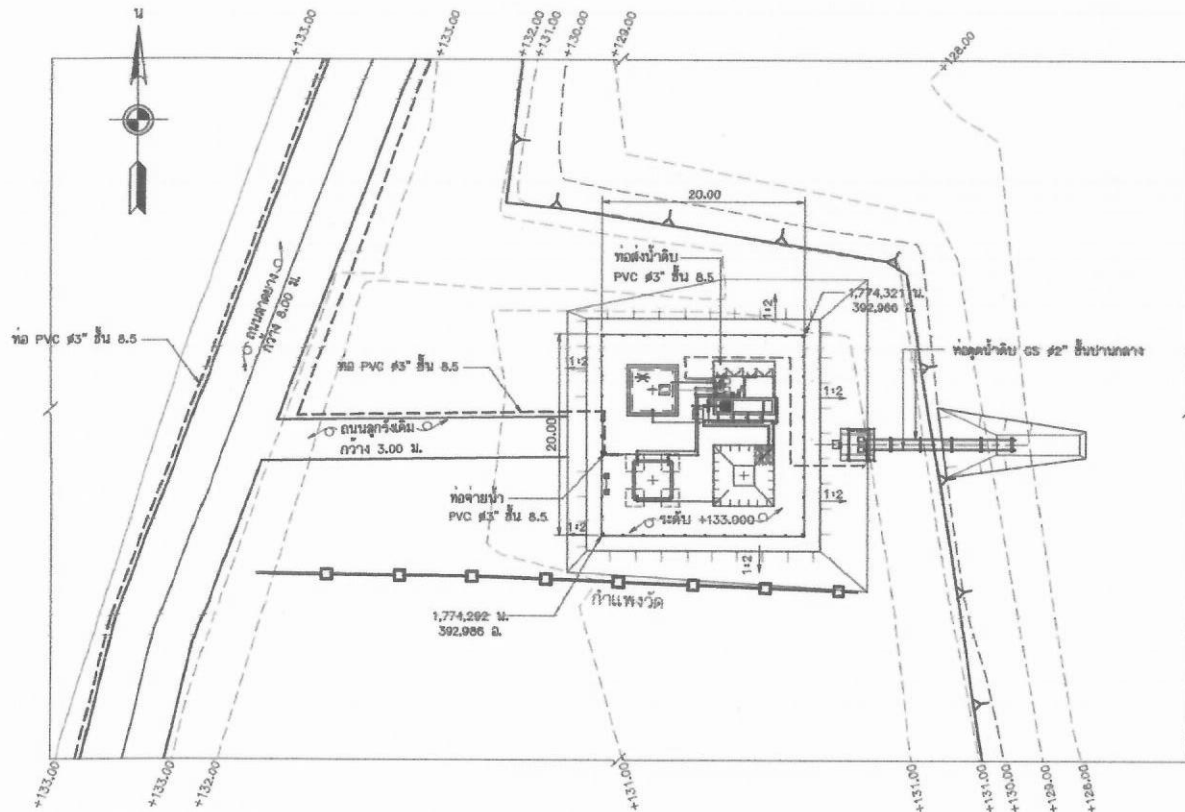 น
+133.00
+133.00
+132.00
+131.00
+130.00
+129.00
+128.00
20.00
ท่อส่งน้ำดิบ
PVC ø3" ชั้น 8.5
1:2
1,774,321 น.
392,986 อ.
ถนนลาดยาง
กว้าง 8.00 ม.
ท่อ PVC ø3" ชั้น 8.5
ท่อ PVC ø3" ชั้น 8.5
ท่อดูดน้ำดิบ GS ø2" ชั้นปานกลาง
1:2
1:2
ถนนลูกรังเดิม
กว้าง 3.00 ม.
20.00
ท่อจ่ายน้ำ
PVC ø3" ชั้น 8.5
1:2
ระดับ +133.000
1:2
1:2
กำแพงวัด
1,774,292 น.
392,986 อ.
+133.00
+133.00
+132.00
+131.00
+131.00
+131.00
+130.00
+129.00
+128.00